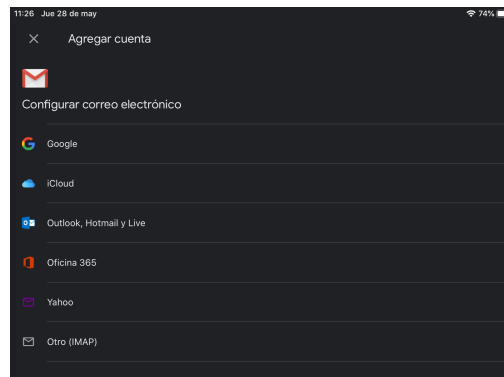 11:26 Jue 28 de may 74%
Agregar cuenta
Configurar correo electrónico
Google
iCloud
Outlook, Hotmail y Live
Oficina 365
Yahoo
Otro (IMAP)